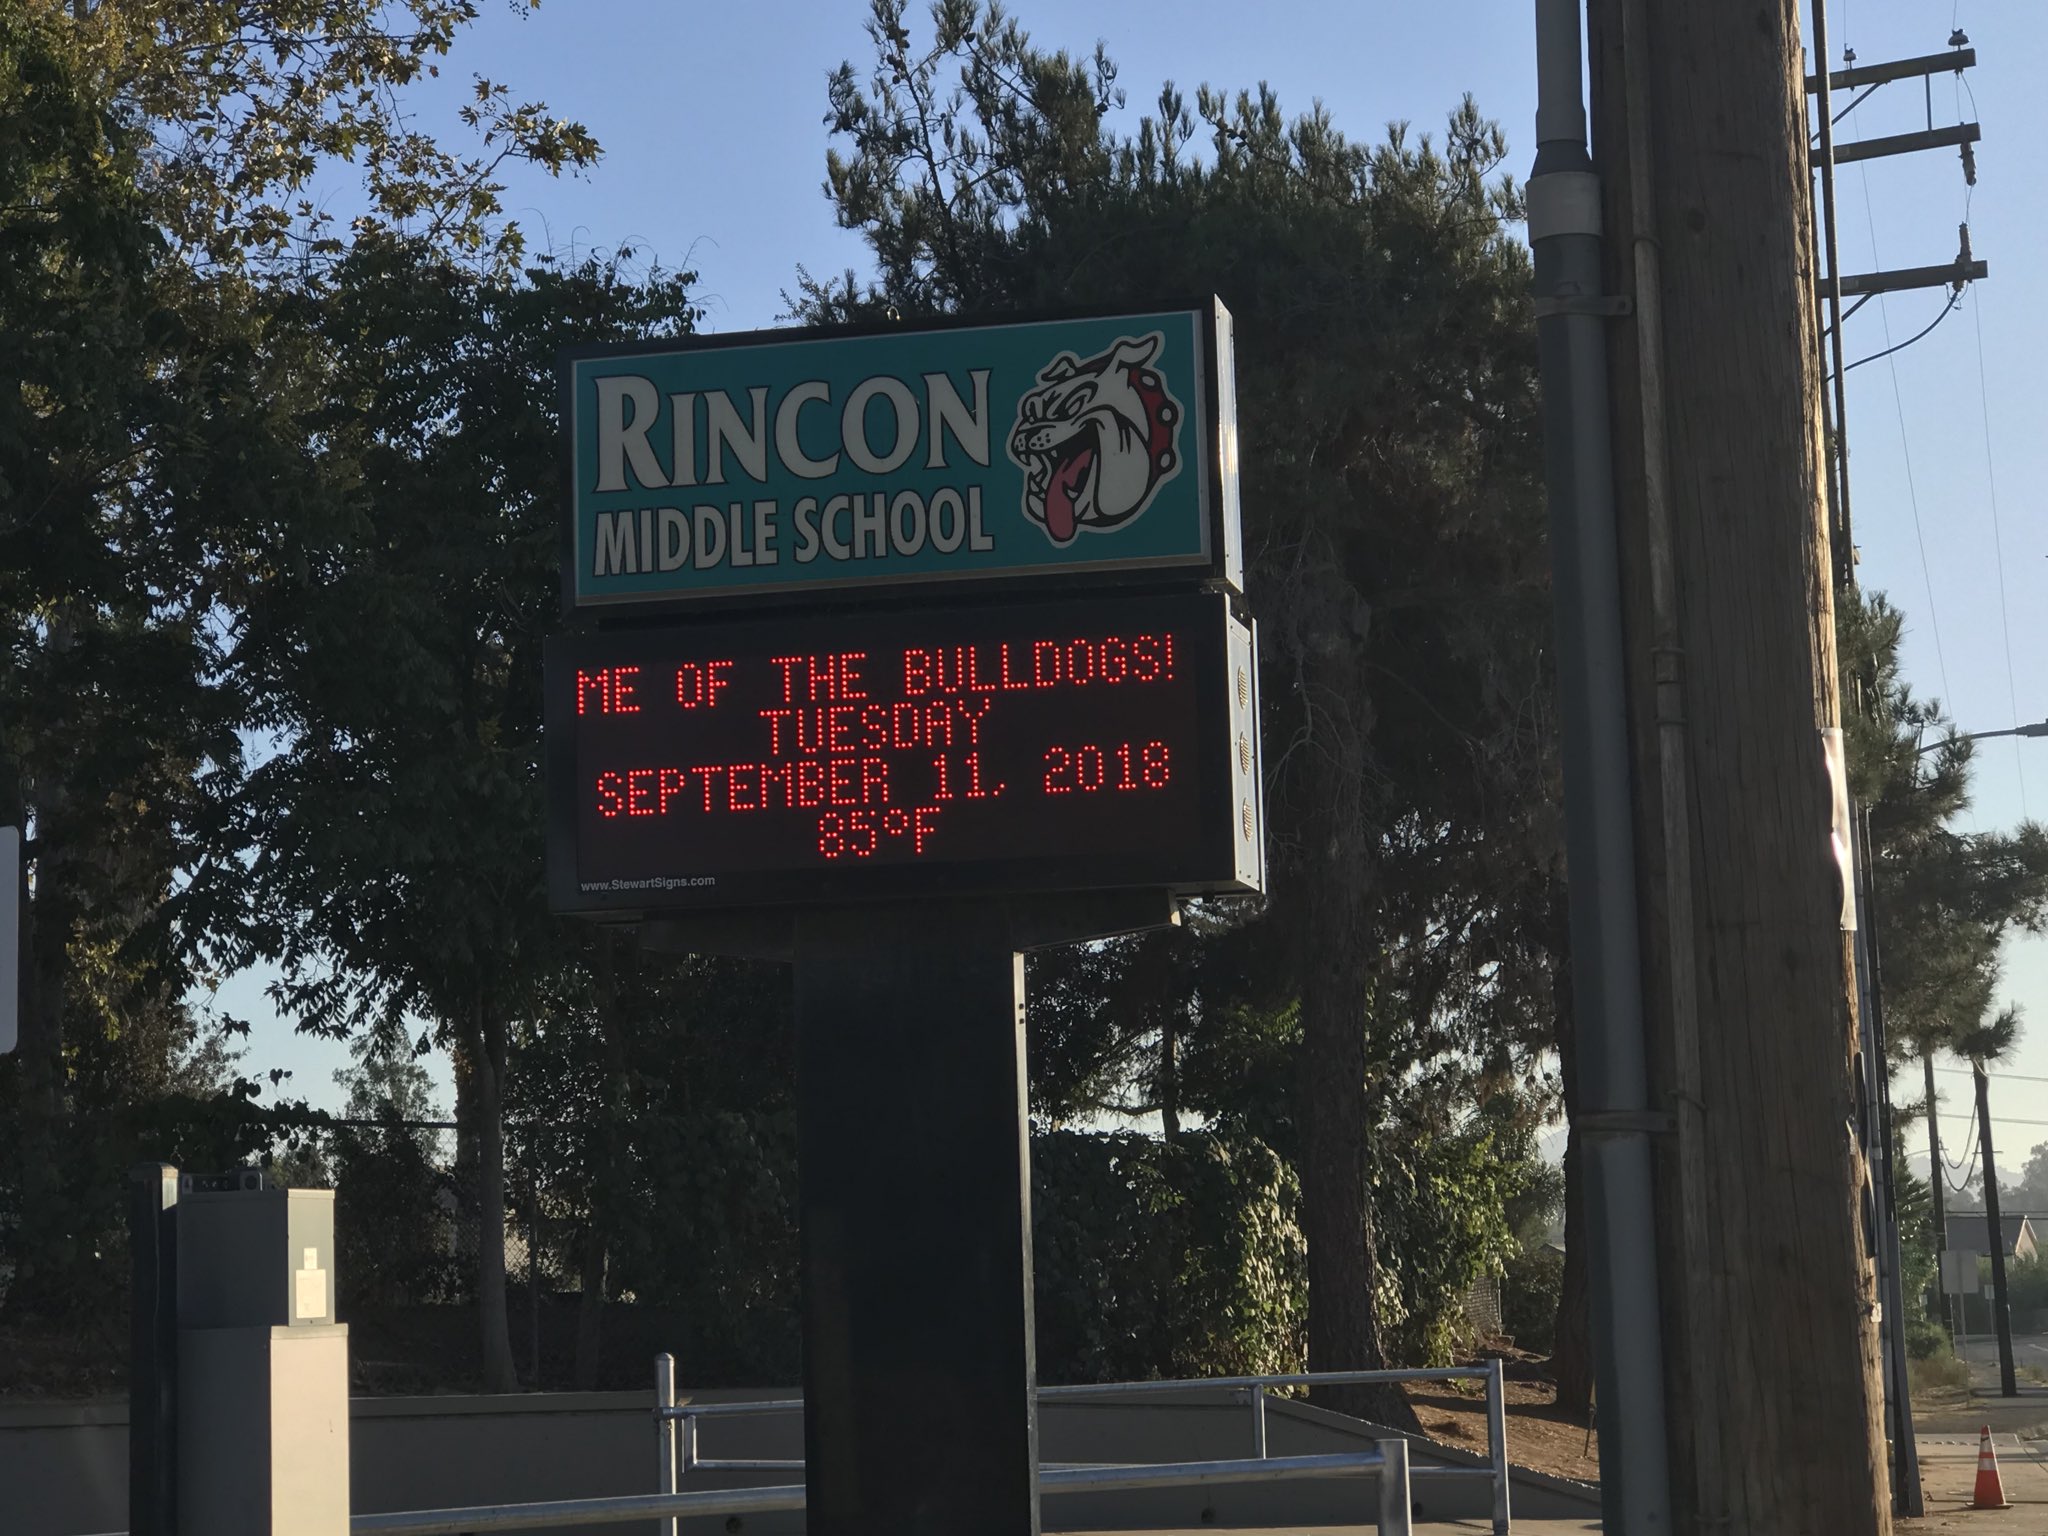 RINCON
MIDDLE SCHOOL
ME OF THE BULLDOGS!
TUESDAY
SEPTEMBER 11, 2018
85°F
www.StewartSigns.com